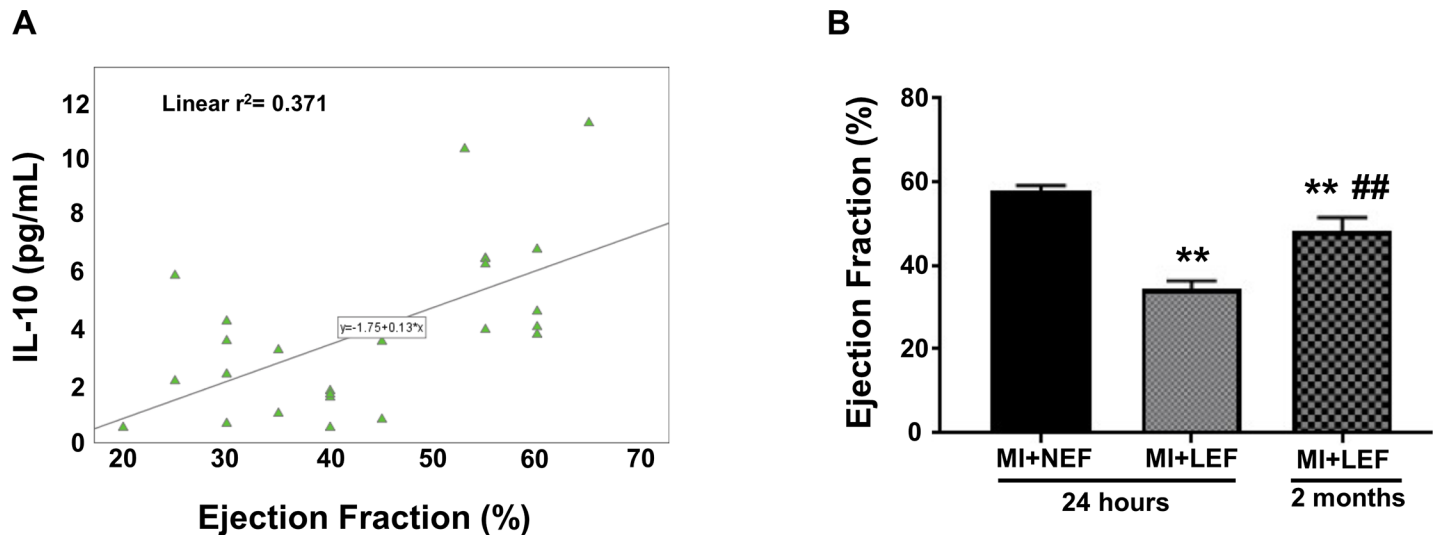 A
Linear r²= 0.371
12
10
8
6
4
2
0
IL-10 (pg/mL)
y=-1.75+0.13*x
20 30 40 50 60 70
Ejection Fraction (%)
B
80
60
40
20
0
Ejection Fraction (%)
** ##
**
MI+NEF MI+LEF MI+LEF
24 hours 2 months